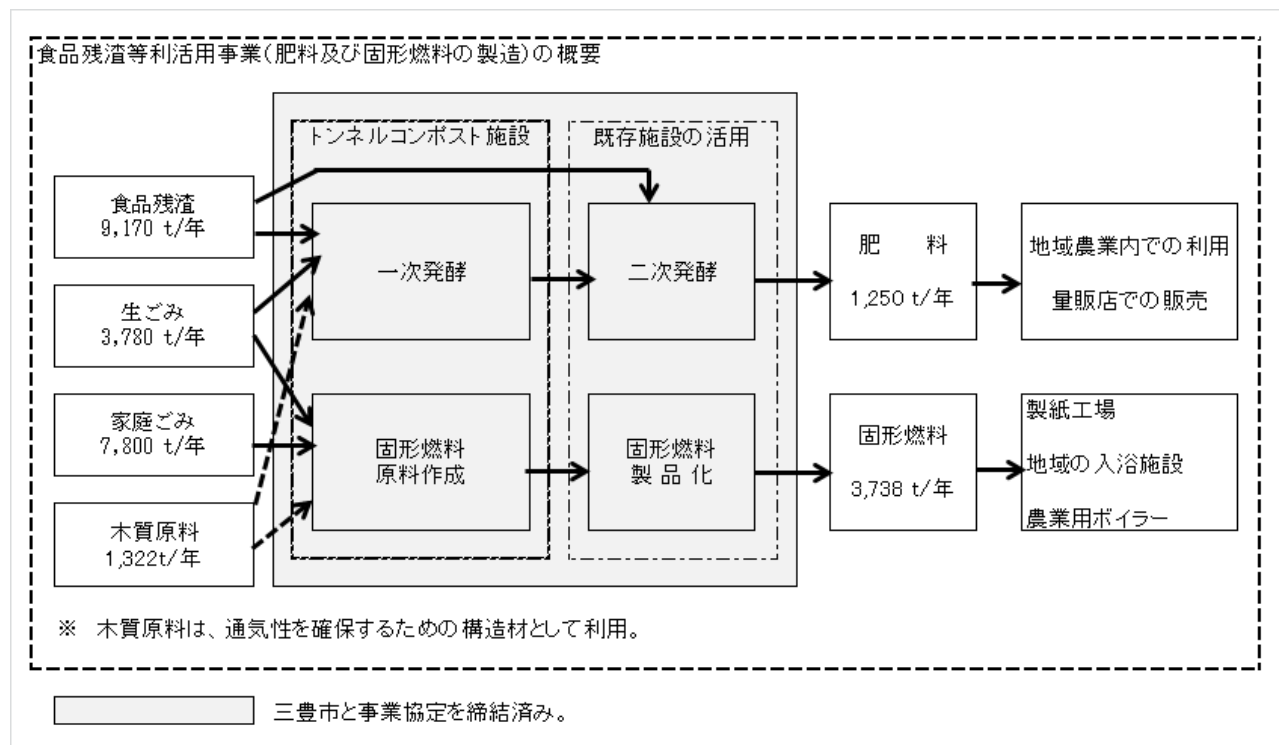 食品残渣等利活用事業(肥料及び固形燃料の製造)の概要
トンネルコンポスト施設
既存施設の活用
食品残渣
9,170 t/年
生ごみ
3,780 t/年
家庭ごみ
7,800 t/年
木質原料
1,322t/年
一次発酵
二次発酵
固形燃料
原料作成
固形燃料
製品化
肥　　料
1,250 t/年
固形燃料
3,738 t/年
地域農業内での利用
量販店での販売
製紙工場
地域の入浴施設
農業用ボイラー
※　木質原料は、通気性を確保するための構造材として利用。
三豊市と事業協定を締結済み。